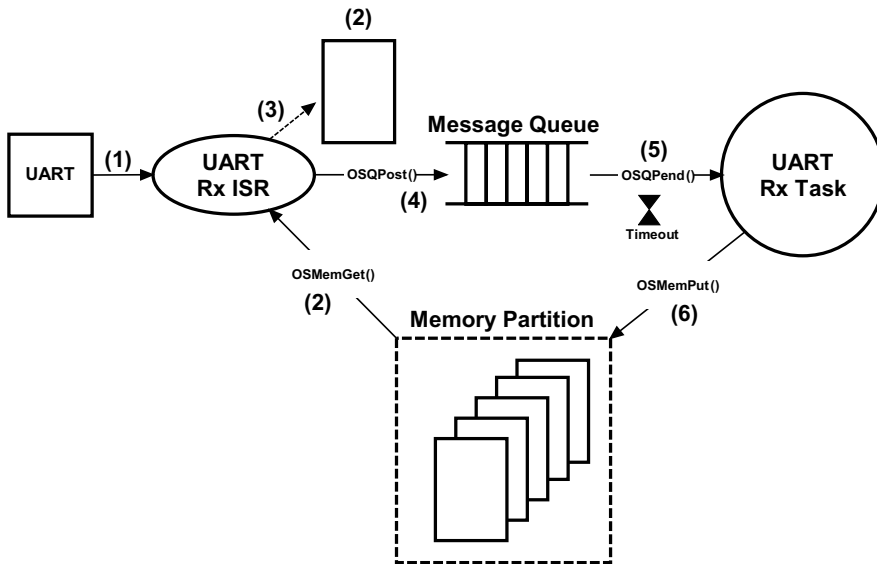 (2)
(3)
Message Queue
UART
(1)
UART
Rx ISR
OSQPost()
(4)
(5)
OSQPend()
Timeout
UART
Rx Task
OSMemGet()
(2)
OSMemPut()
(6)
Memory Partition